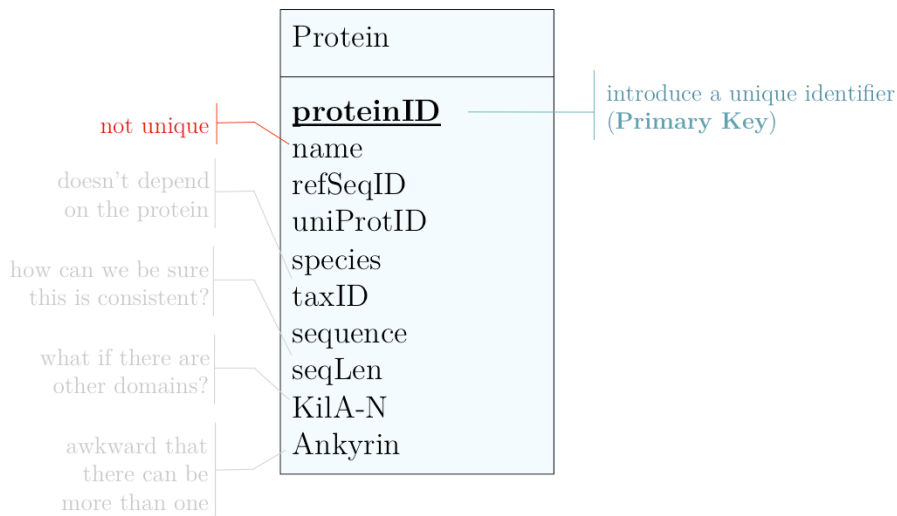 Protein
proteinID
name
refSeqID
uniProtID
species
taxID
sequence
seqLen
KilA-N
Ankyrin
not unique
doesn't depend
on the protein
how can we be sure
this is consistent?
what if there are
other domains?
awkward that
there can be
more than one
introduce a unique identifier
(Primary Key)